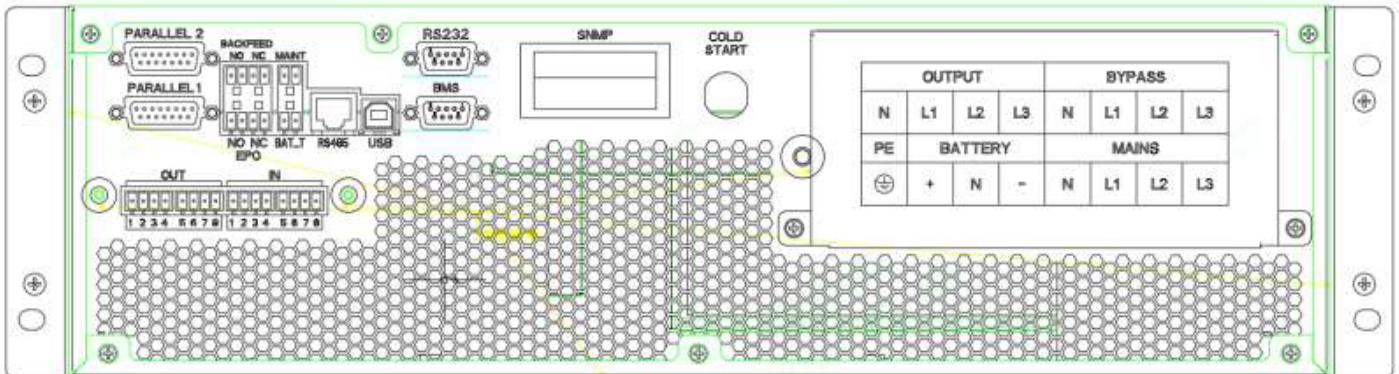 PARALLEL 2
BACKFEED
NO NC MAINT
PARALLEL1
NO NC BAT_T RS485 USB
EPO
RS232
BMS
SNMP
COLD
START
OUT IN
1 2 3 4 5 6 7 8 1 2 3 4 5 6 7 8
OUTPUT BYPASS
N L1 L2 L3 N L1 L2 L3
PE BATTERY MAINS
+ N - N L1 L2 L3